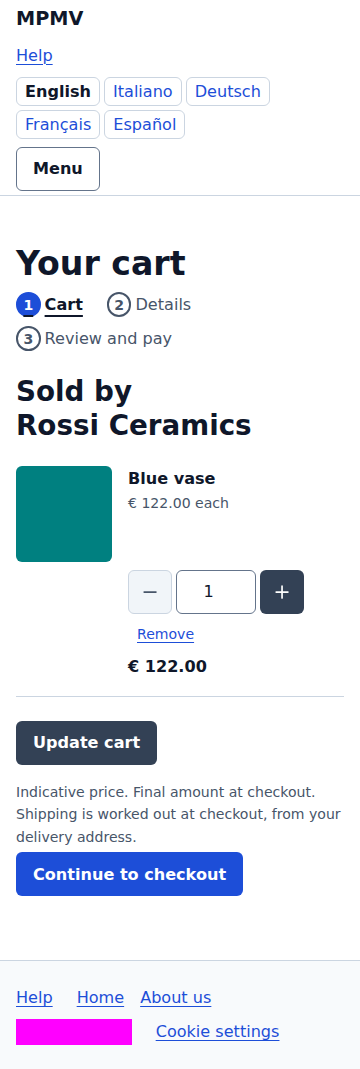 MPMV
Help
English Italiano Deutsch
Français Español
Menu
Your cart
1 Cart 2 Details
3 Review and pay
Sold by
Rossi Ceramics
Blue vase
€ 122.00 each
− 1 +
Remove
€ 122.00
Update cart
Indicative price. Final amount at checkout.
Shipping is worked out at checkout, from your
delivery address.
Continue to checkout
Help Home About us
Cookie settings